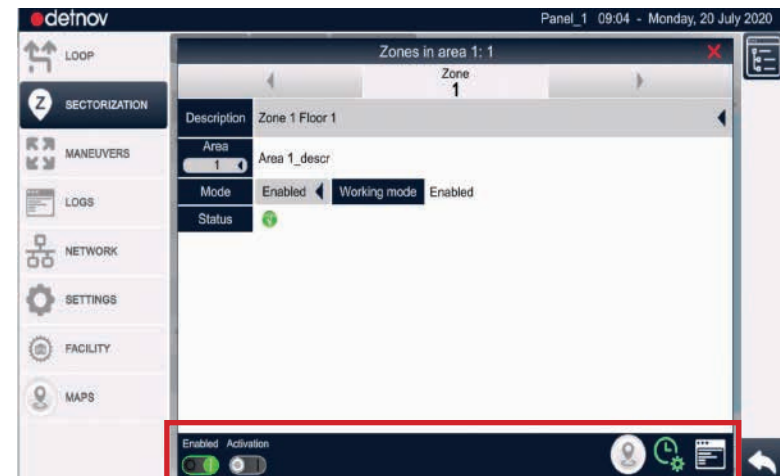 detnov
Panel_1 09:04 - Monday, 20 July 2020
LOOP
Z SECTORIZATION
MANEUVERS
LOGS
NETWORK
SETTINGS
FACILITY
MAPS
Zones in area 1: 1
Zone
1
Description Zone 1 Floor 1
Area
1 Area 1_descr
Mode Enabled Working mode Enabled
Status
Enabled Activation